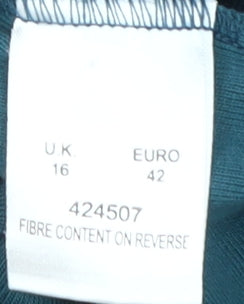 U.K. EURO
16 42
424507
FIBRE CONTENT ON REVERSE